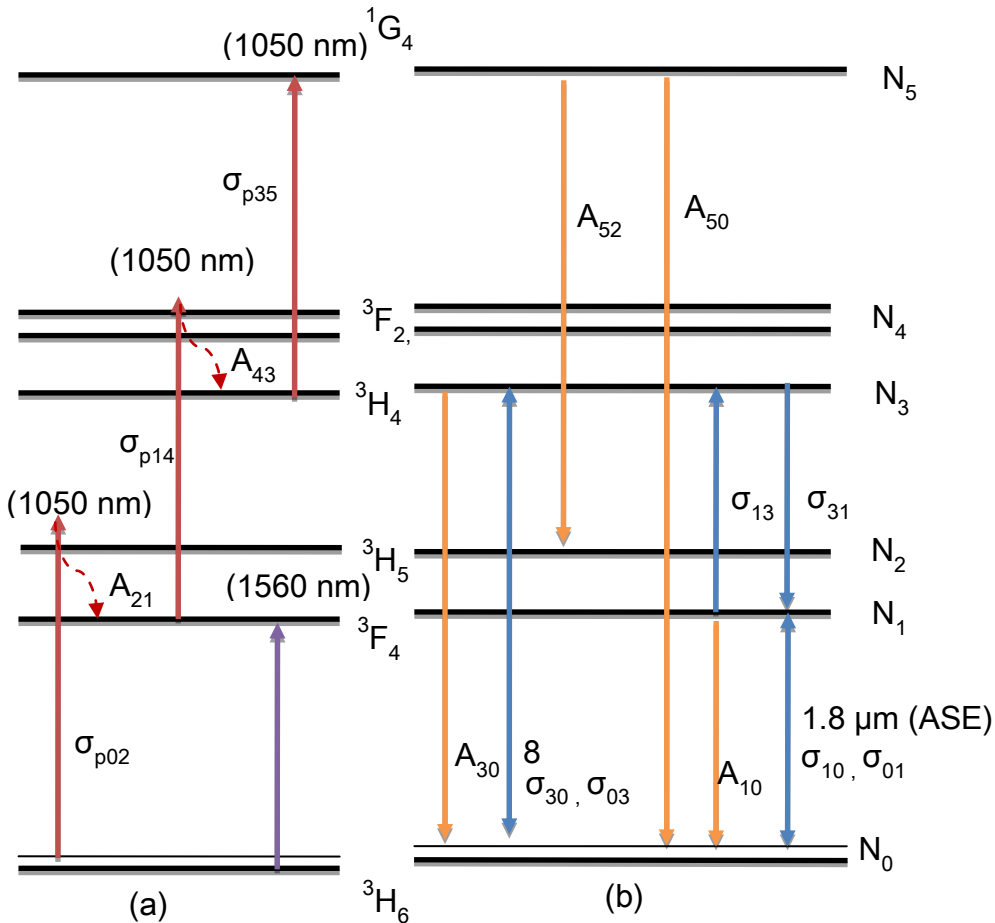 (1050 nm)
¹G₄
N₅
σₚ₃₅
A₅₂
A₅₀
(1050 nm)
³F₂,
N₄
A₄₃
³H₄
N₃
σₚ₁₄
(1050 nm)
σ₁₃
σ₃₁
³H₅
N₂
A₂₁
(1560 nm)
³F₄
N₁
1.8 µm (ASE)
σₚ₀₂
A₃₀
8
σ₃₀ , σ₀₃
A₁₀
σ₁₀ , σ₀₁
N₀
(a)
³H₆
(b)